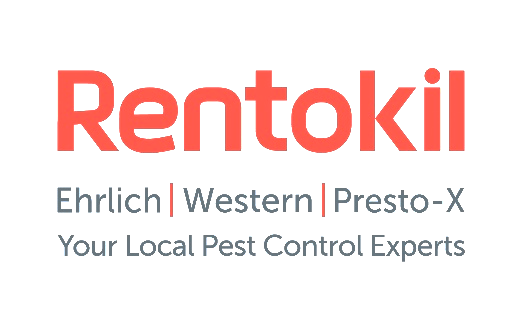 Rentokil
Ehrlich | Western | Presto-X
Your Local Pest Control Experts